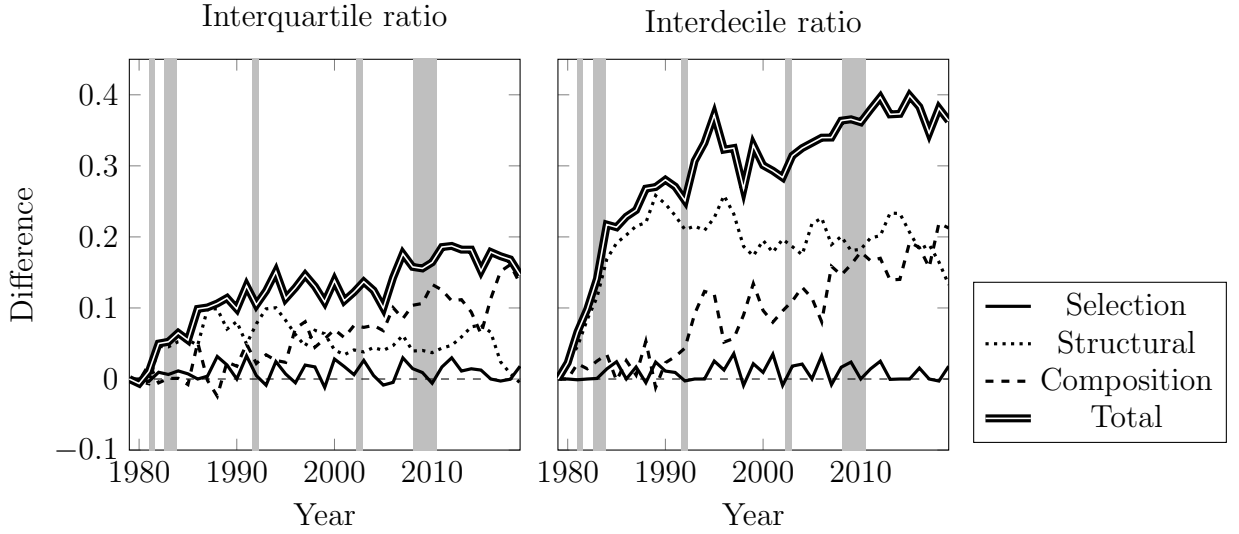 Interquartile ratio
Interdecile ratio
Difference
0.4
0.3
0.2
0.1
0
−0.1
1980 1990 2000 2010
1980 1990 2000 2010
Year
Year
Selection
Structural
Composition
Total